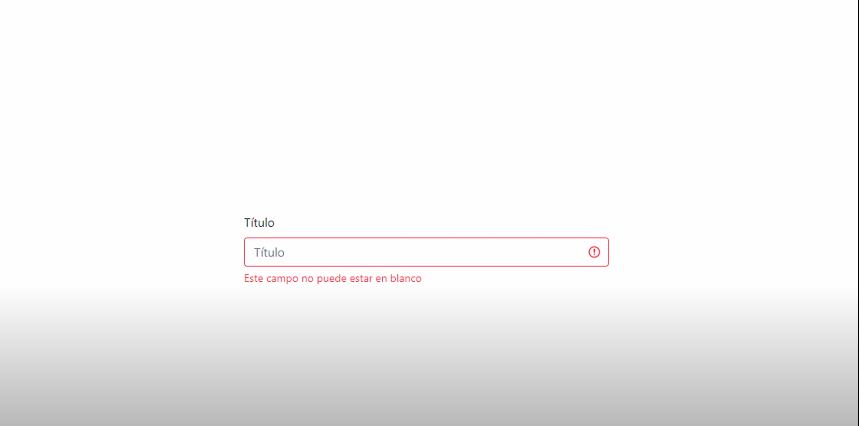 Título
Título
Este campo no puede estar en blanco